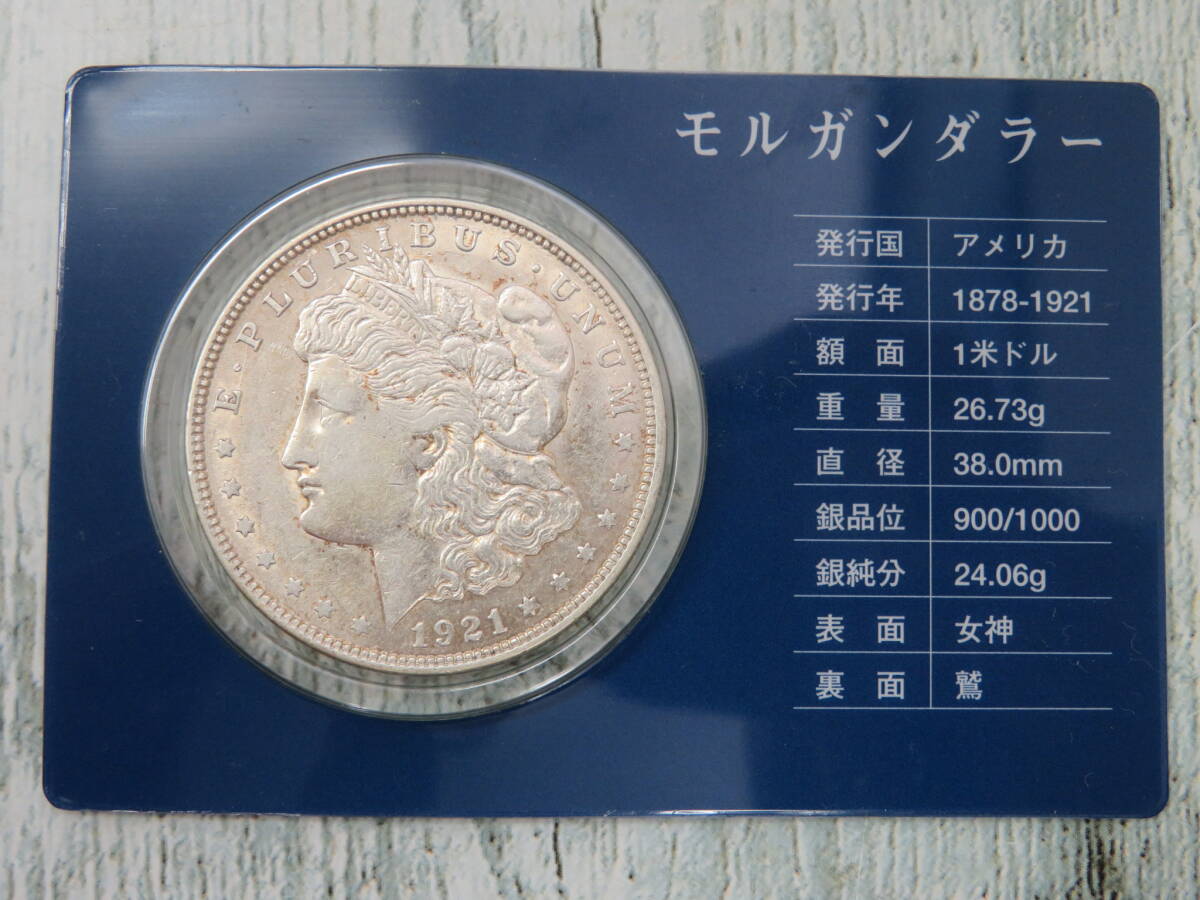 モルガンダラー
発行国 アメリカ
発行年 1878-1921
額面 1米ドル
重量 26.73g
直径 38.0mm
銀品位 900/1000
銀純分 24.06g
表面 女神
裏面 鷲
E·PLURIBUS·UNUM
LIBERTY
1921